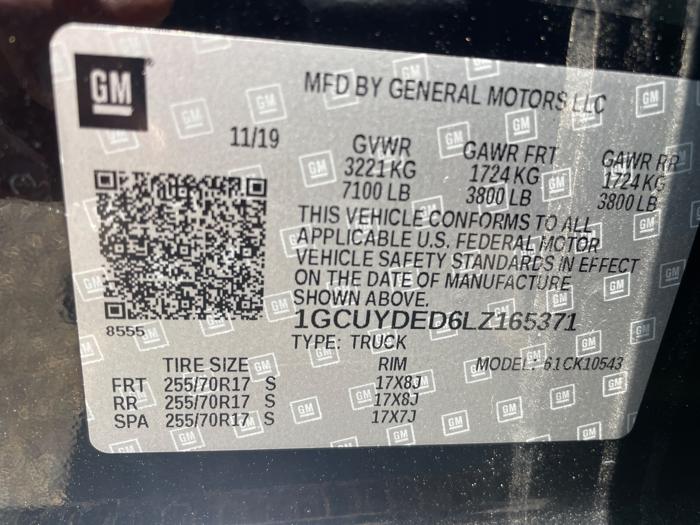 GM
MFD BY GENERAL MOTORS LLC
11/19
GVWR GAWR FRT GAWR RR
3221 KG 1724 KG 1724 KG
7100 LB 3800 LB 3800 LB
THIS VEHICLE CONFORMS TO ALL
APPLICABLE U.S. FEDERAL MOTOR
VEHICLE SAFETY STANDARDS IN EFFECT
ON THE DATE OF MANUFACTURE
SHOWN ABOVE.
8555
1GCUYDED6LZ165371
TYPE: TRUCK MODEL: 61CK10543
TIRE SIZE RIM
FRT 255/70R17 S 17X8J
RR 255/70R17 S 17X8J
SPA 255/70R17 S 17X7J